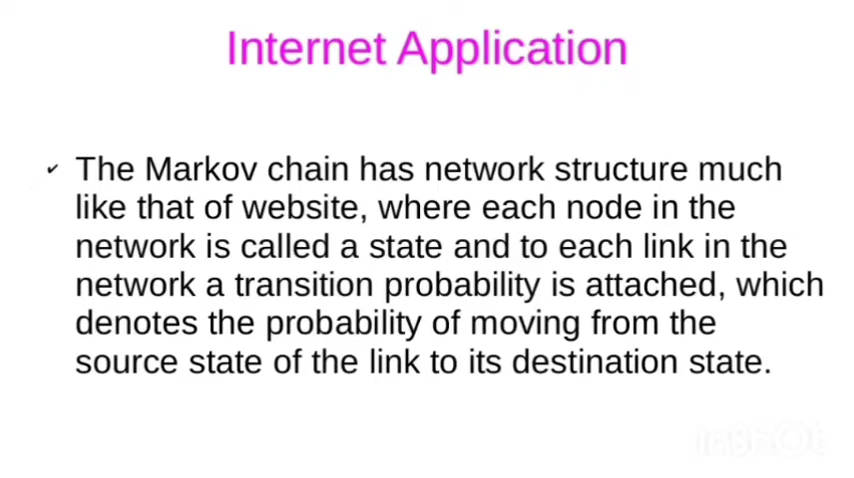 Internet Application
✔ The Markov chain has network structure much
like that of website, where each node in the
network is called a state and to each link in the
network a transition probability is attached, which
denotes the probability of moving from the
source state of the link to its destination state.
InShOt